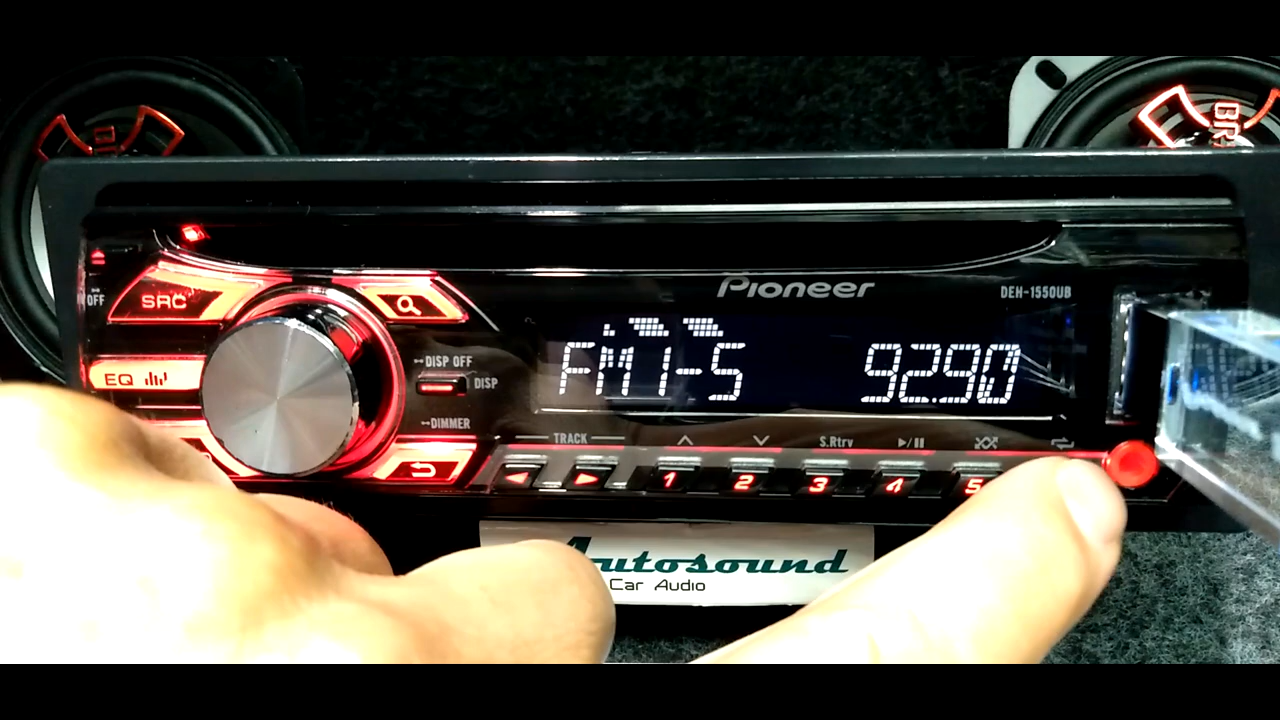 Pioneer
DEH-1550UB
OFF
SRC
DISP OFF
DISP
EQ
FM1-5 92.90
DIMMER
TRACK
S.Rtrv
1 2 3 4 5
Autosound
Car Audio